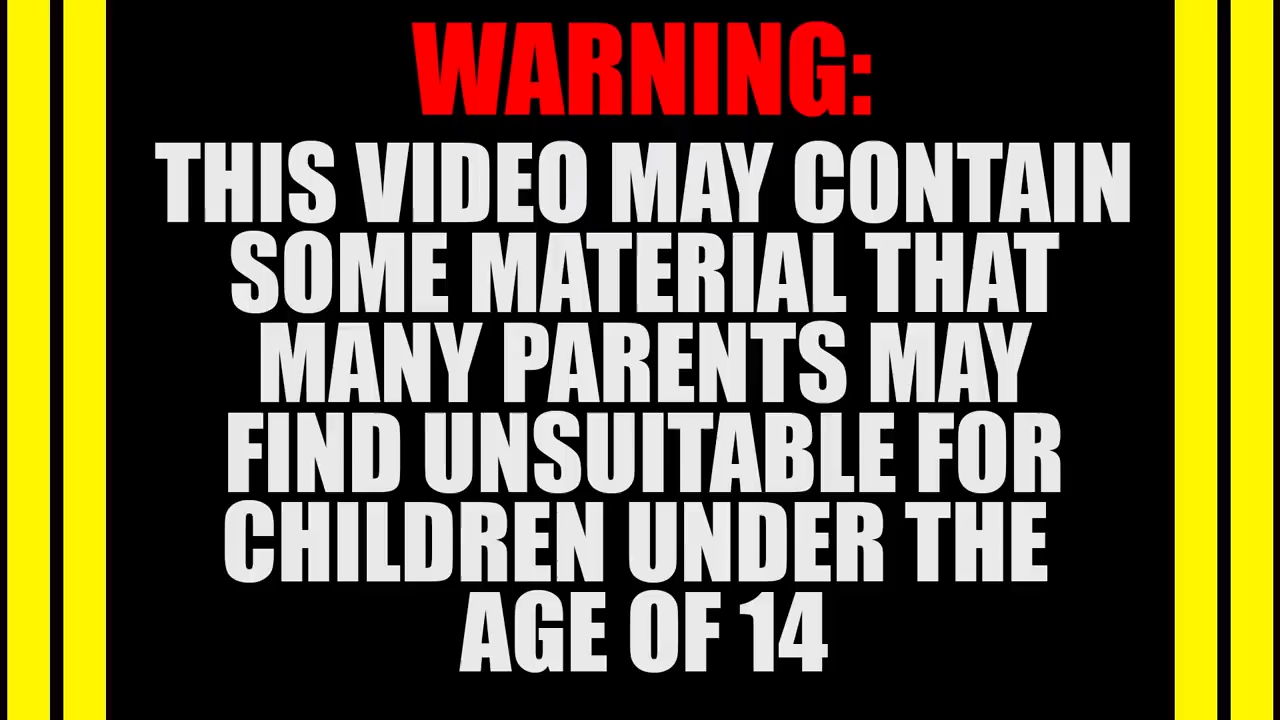 WARNING:
THIS VIDEO MAY CONTAIN
SOME MATERIAL THAT
MANY PARENTS MAY
FIND UNSUITABLE FOR
CHILDREN UNDER THE
AGE OF 14